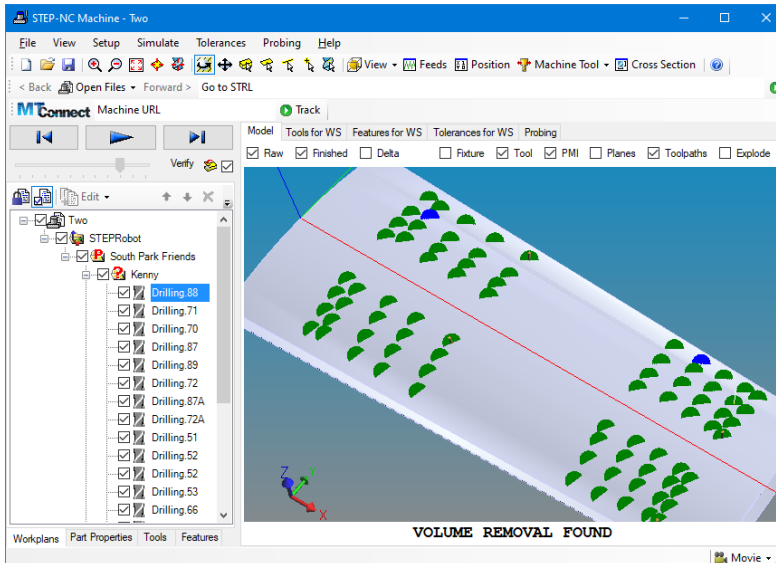 STEP-NC Machine - Two
File View Setup Simulate Tolerances Probing Help
View Feeds Position Machine Tool Cross Section
< Back Open Files Forward > Go to STRL
MTConnect Machine URL Track
Model Tools for WS Features for WS Tolerances for WS Probing
Verify
Raw Finished Delta Fixture Tool PMI Planes Toolpaths Explode
Edit
Two
STEPRobot
South Park Friends
Kenny
Drilling.88
Drilling.71
Drilling.70
Drilling.87
Drilling.89
Drilling.72
Drilling.87A
Drilling.72A
Drilling.51
Drilling.52
Drilling.52
Drilling.53
Drilling.66
Z Y
X
VOLUME REMOVAL FOUND
Workplans Part Properties Tools Features
Movie